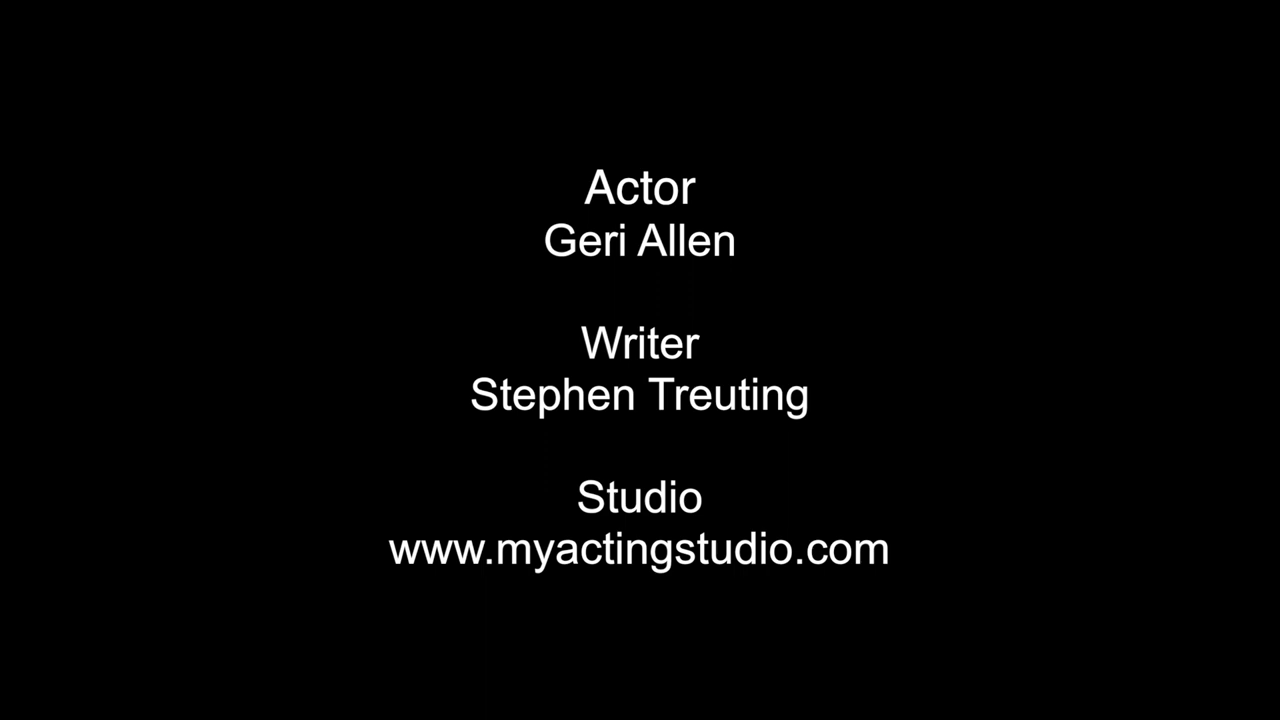 Actor
Geri Allen
Writer
Stephen Treuting
Studio
www.myactingstudio.com